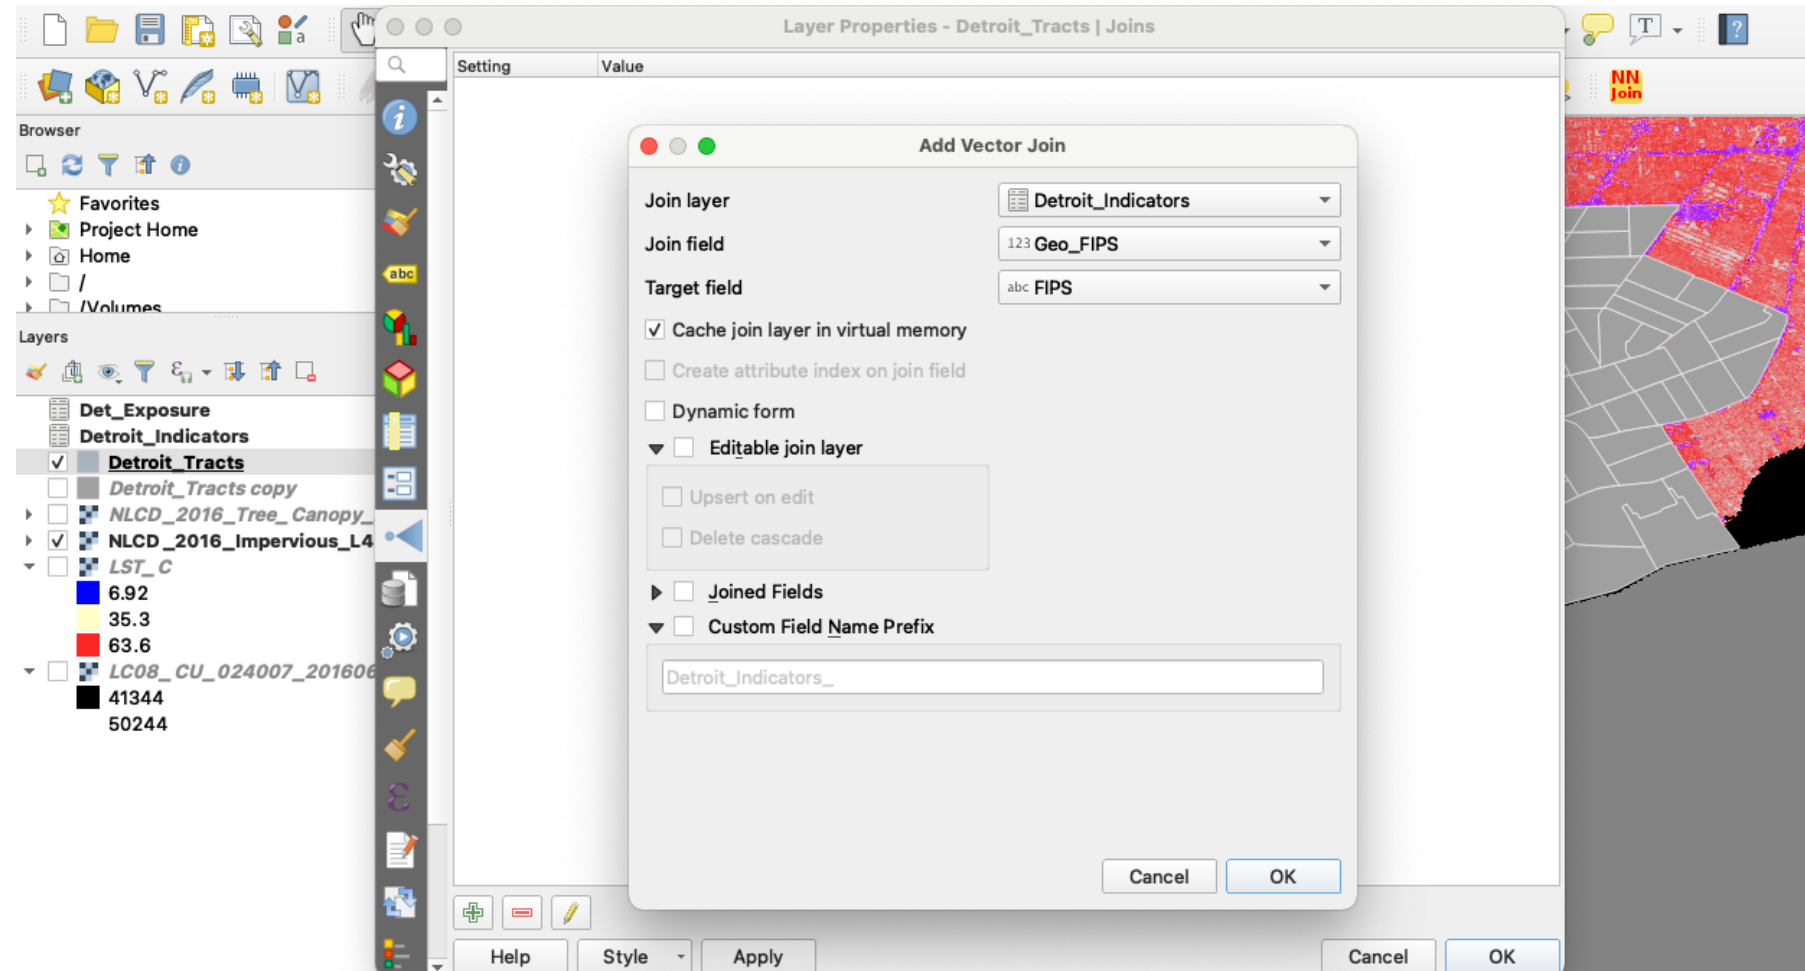 a
Layer Properties - Detroit_Tracts | Joins
T
?
NN
Join
Browser
Favorites
Project Home
Home
/
/Volumes
Layers
Det_Exposure
Detroit_Indicators
Detroit_Tracts
Detroit_Tracts copy
NLCD_2016_Tree_Canopy_
NLCD_2016_Impervious_L4
LST_C
6.92
35.3
63.6
LC08_CU_024007_201606
41344
50244
Setting
Value
i
abc
Add Vector Join
Join layer
Detroit_Indicators
Join field
123 Geo_FIPS
Target field
abc FIPS
Cache join layer in virtual memory
Create attribute index on join field
Dynamic form
Editable join layer
Upsert on edit
Delete cascade
Joined Fields
Custom Field Name Prefix
Detroit_Indicators_
Cancel
OK
Help
Style
Apply
Cancel
OK